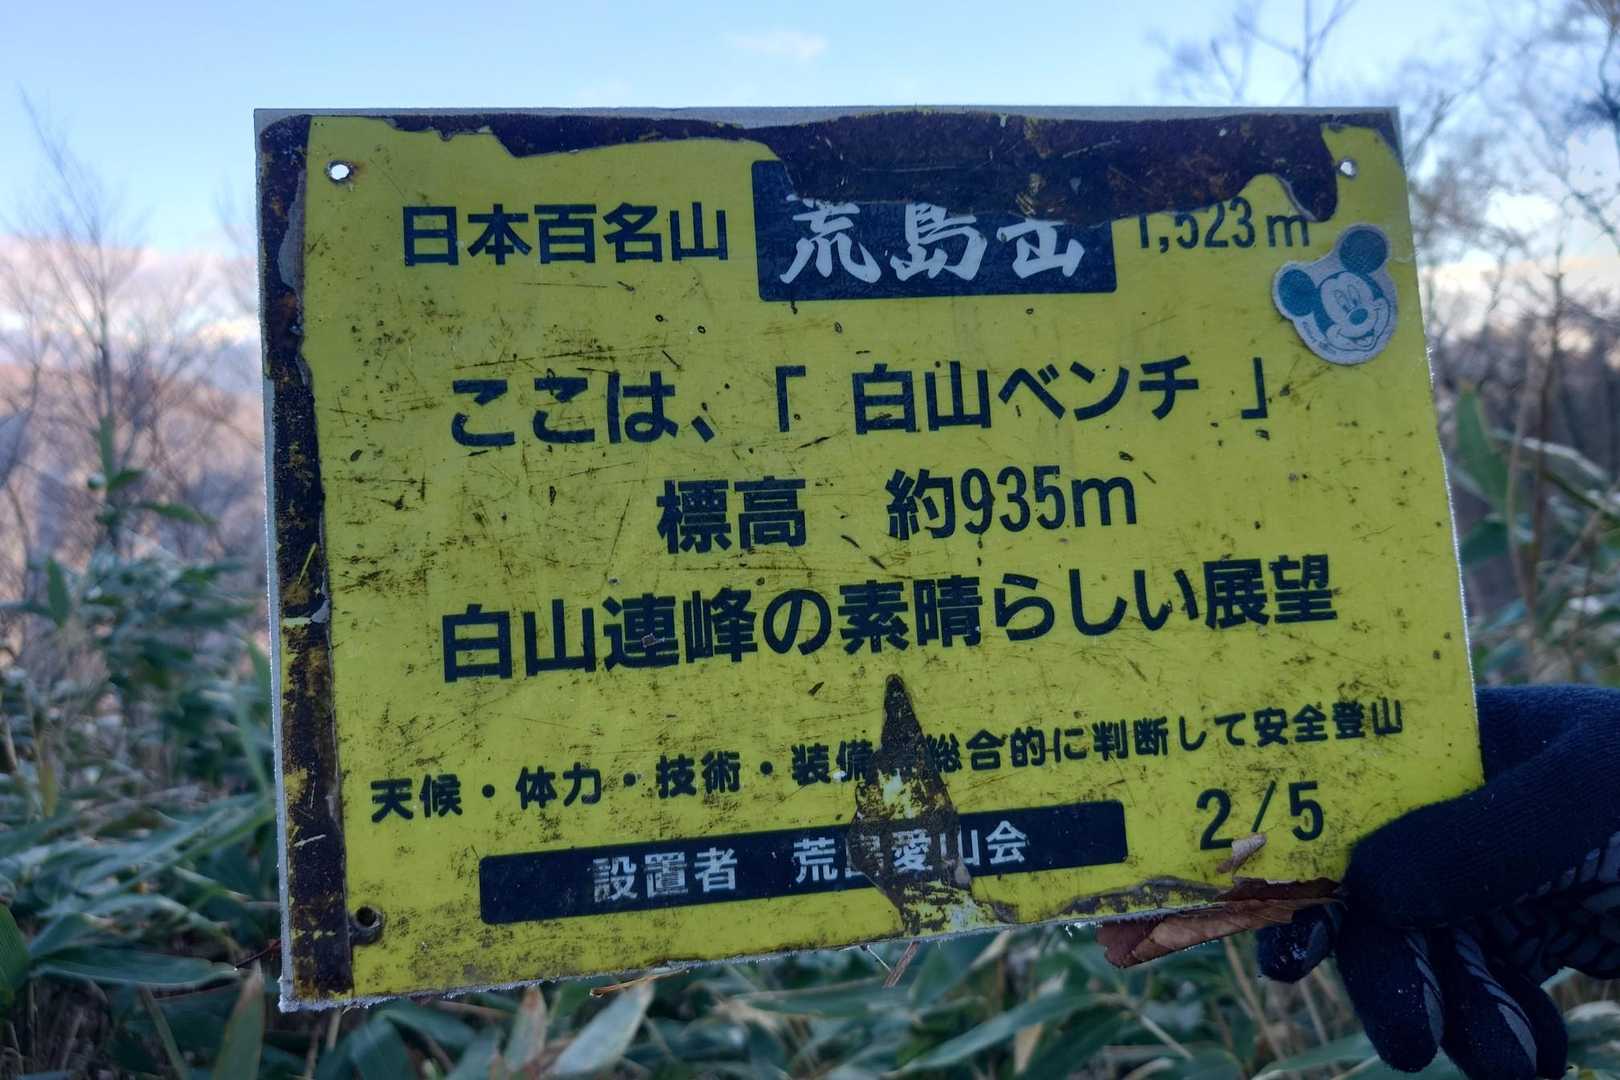 日本百名山 荒島岳 1,523m
ここは、「白山ベンチ」
標高 約935m
白山連峰の素晴らしい展望
天候・体力・技術・装備 総合的に判断して安全登山
2/5
設置者 荒島愛山会